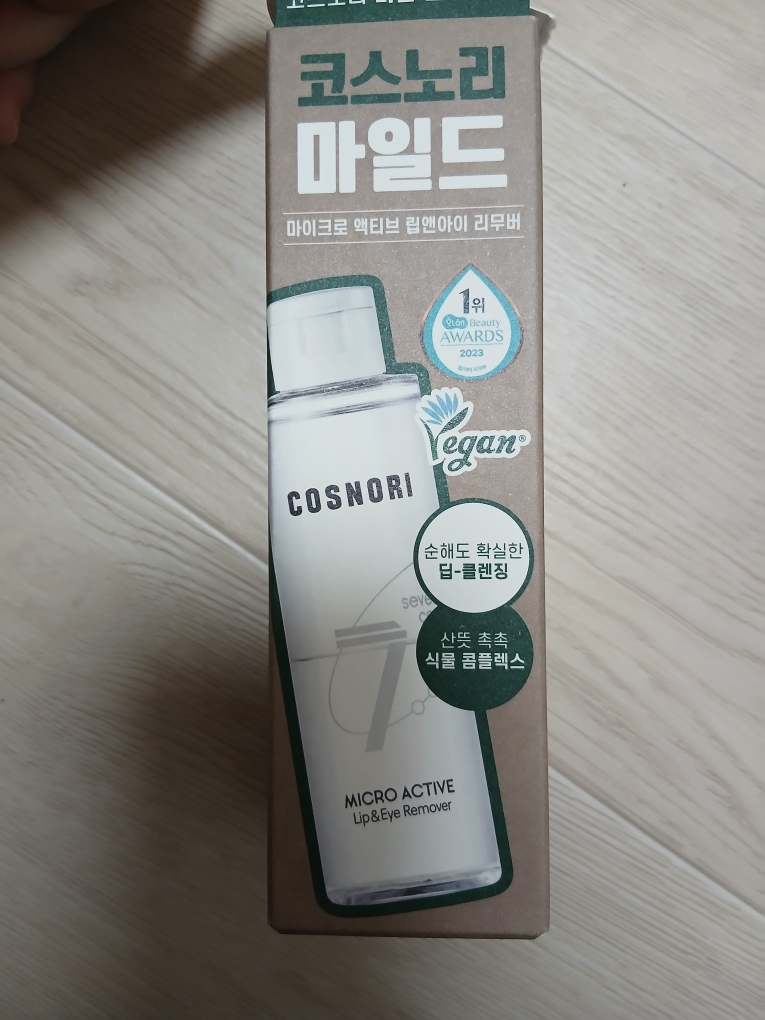 코스노리
마일드
마이크로 액티브 립앤아이 리무버
1위
Beauty
AWARDS
2023
Vegan®
COSNORI
순해도 확실한
딥-클렌징
seve
7
산뜻 촉촉
식물 콤플렉스
MICRO ACTIVE
Lip&Eye Remover